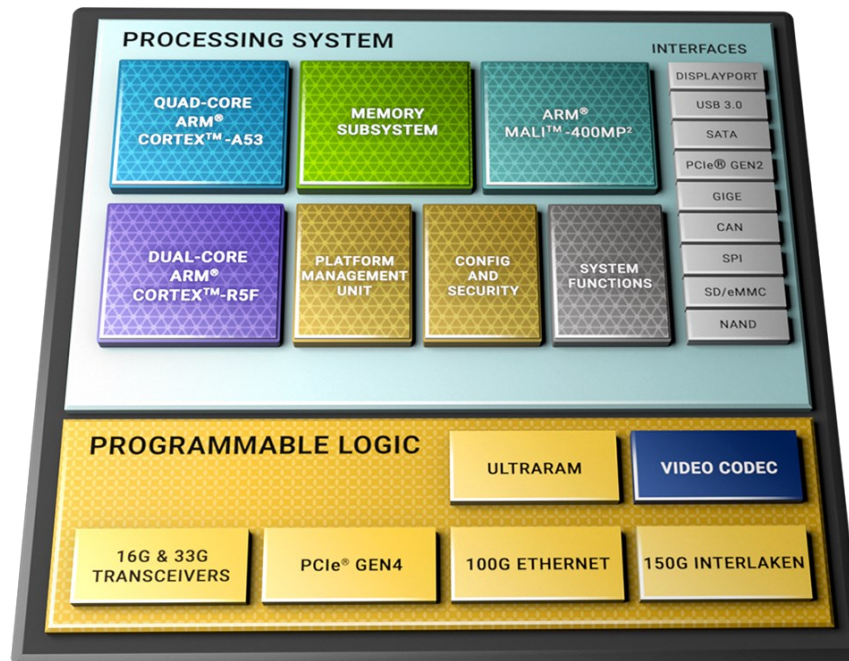 PROCESSING SYSTEM
INTERFACES
QUAD-CORE
ARM®
CORTEX™-A53
MEMORY
SUBSYSTEM
ARM®
MALI™-400MP²
DUAL-CORE
ARM®
CORTEX™-R5F
PLATFORM
MANAGEMENT
UNIT
CONFIG
AND
SECURITY
SYSTEM
FUNCTIONS
DISPLAYPORT
USB 3.0
SATA
PCIe® GEN2
GIGE
CAN
SPI
SD/eMMC
NAND
PROGRAMMABLE LOGIC
ULTRARAM
VIDEO CODEC
16G & 33G
TRANSCEIVERS
PCIe® GEN4
100G ETHERNET
150G INTERLAKEN